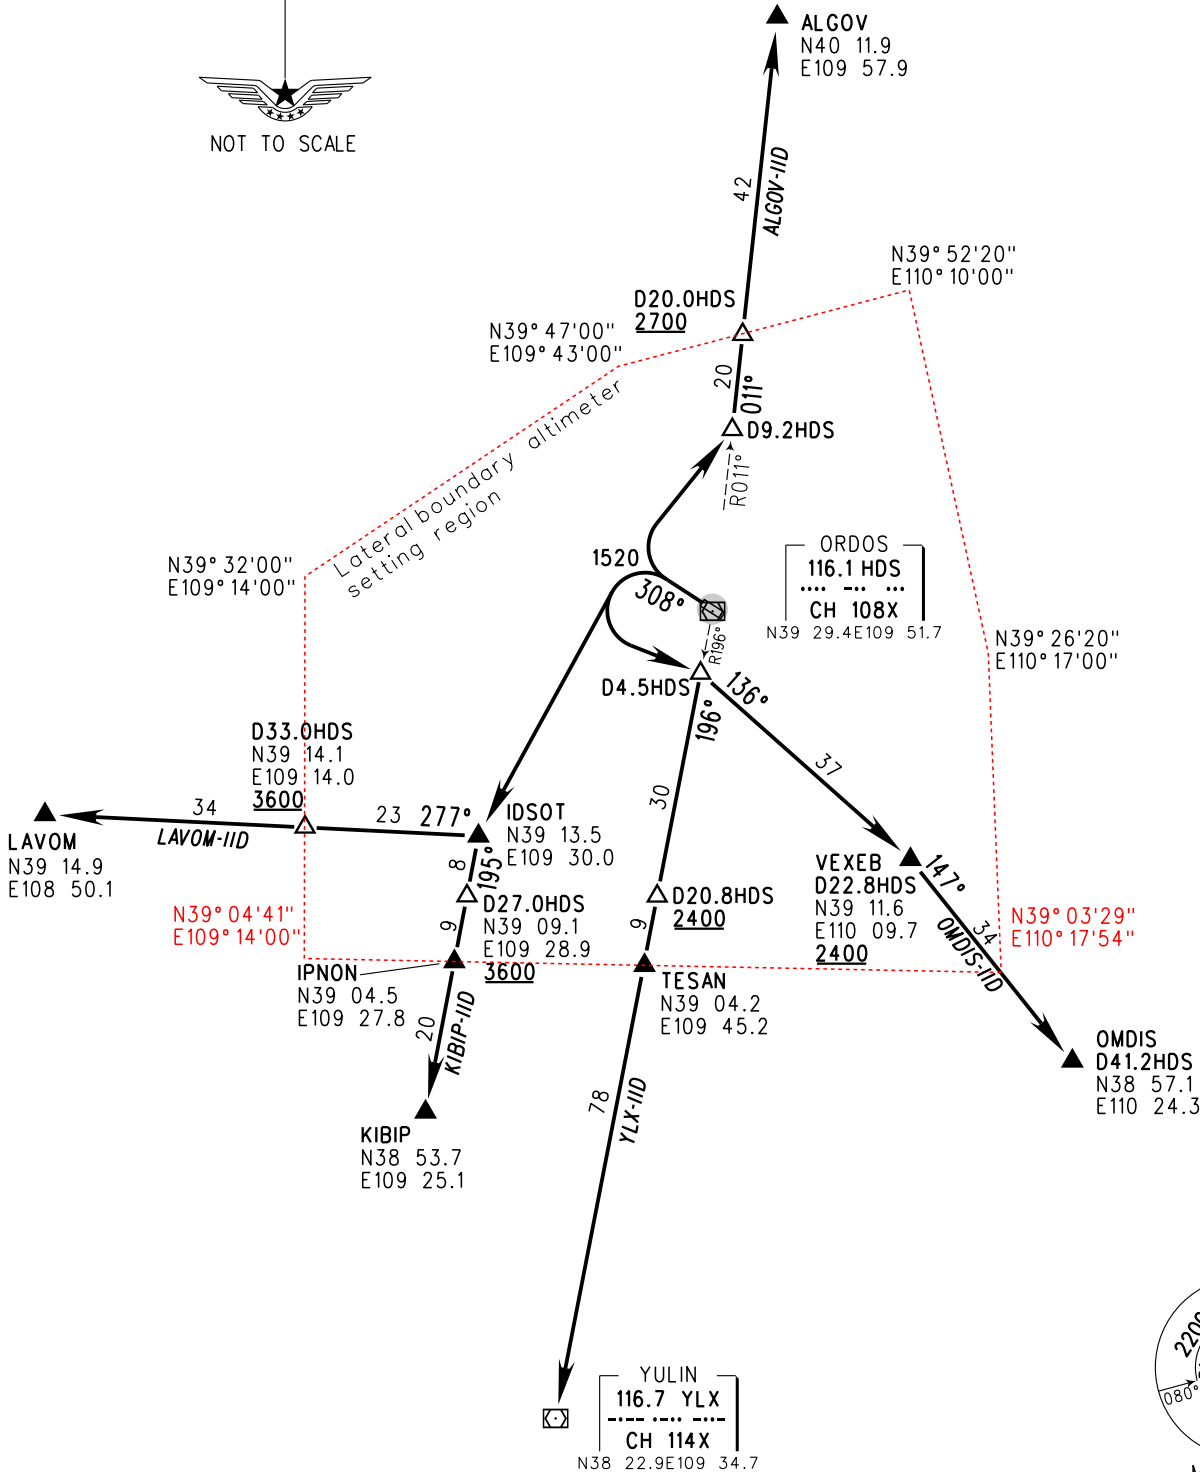 ALGOV
N40 11.9
E109 57.9
NOT TO SCALE
42
ALGOV-11D
N39°52'20"
E110°10'00"
D20.0HDS
2700
N39°47'00"
E109°43'00"
20
011°
D9.2HDS
R011°
Lateral boundary altimeter
setting region
N39°32'00"
E109°14'00"
1520
308°
ORDOS
116.1 HDS
.... -.. ...
CH 108X
N39 29.4E109 51.7
R196°
N39°26'20"
E110°17'00"
D4.5HDS
136°
196°
37
30
D33.0HDS
N39 14.1
E109 14.0
3600
34
LAVOM-11D
23
277°
IDSOT
N39 13.5
E109 30.0
LAVOM
N39 14.9
E108 50.1
8
195°
VEXEB
D22.8HDS
N39 11.6
E110 09.7
2400
147°
34
OMDIS-11D
N39°04'41"
E109°14'00"
D27.0HDS
N39 09.1
E109 28.9
3600
9
D20.8HDS
2400
9
N39°03'29"
E110°17'54"
IPNON
N39 04.5
E109 27.8
TESAN
N39 04.2
E109 45.2
20
KIBIP-11D
OMDIS
D41.2HDS
N38 57.1
E110 24.3
KIBIP
N38 53.7
E109 25.1
78
YLX-11D
2200
080°
YULIN
116.7 YLX
-.-- .-.. -..-
CH 114X
N38 22.9E109 34.7